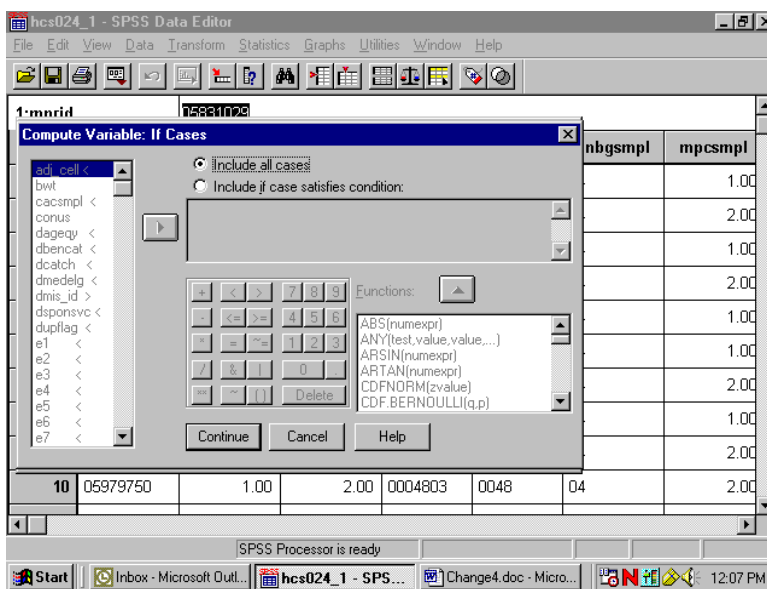 hcs024_1 - SPSS Data Editor
File Edit View Data Transform Statistics Graphs Utilities Window Help
1:mprid 05831029
Compute Variable: If Cases
nbgsmpl mpcsmpl
adj_cell <
bwt
cacsmpl <
conus
dageqy <
dbencat <
dcatch <
dmedelg <
dmis_id >
dsponsvc <
dupflag <
e1 <
e2 <
e3 <
e4 <
e5 <
e6 <
e7 <
Include all cases
Include if case satisfies condition:
+ < > 7 8 9
- <= >= 4 5 6
* = ~= 1 2 3
/ & | 0 .
** ~ () Delete
Functions:
ABS(numexpr)
ANY(test,value,value,...)
ARSIN(numexpr)
ARTAN(numexpr)
CDFNORM(zvalue)
CDF.BERNOULLI(q,p)
Continue Cancel Help
1.00
2.00
1.00
2.00
1.00
1.00
2.00
1.00
2.00
10 05979750 1.00 2.00 0004803 0048 04 2.00
SPSS Processor is ready
Start Inbox - Microsoft Outl... hcs024_1 - SPS... Change4.doc - Micro... 12:07 PM